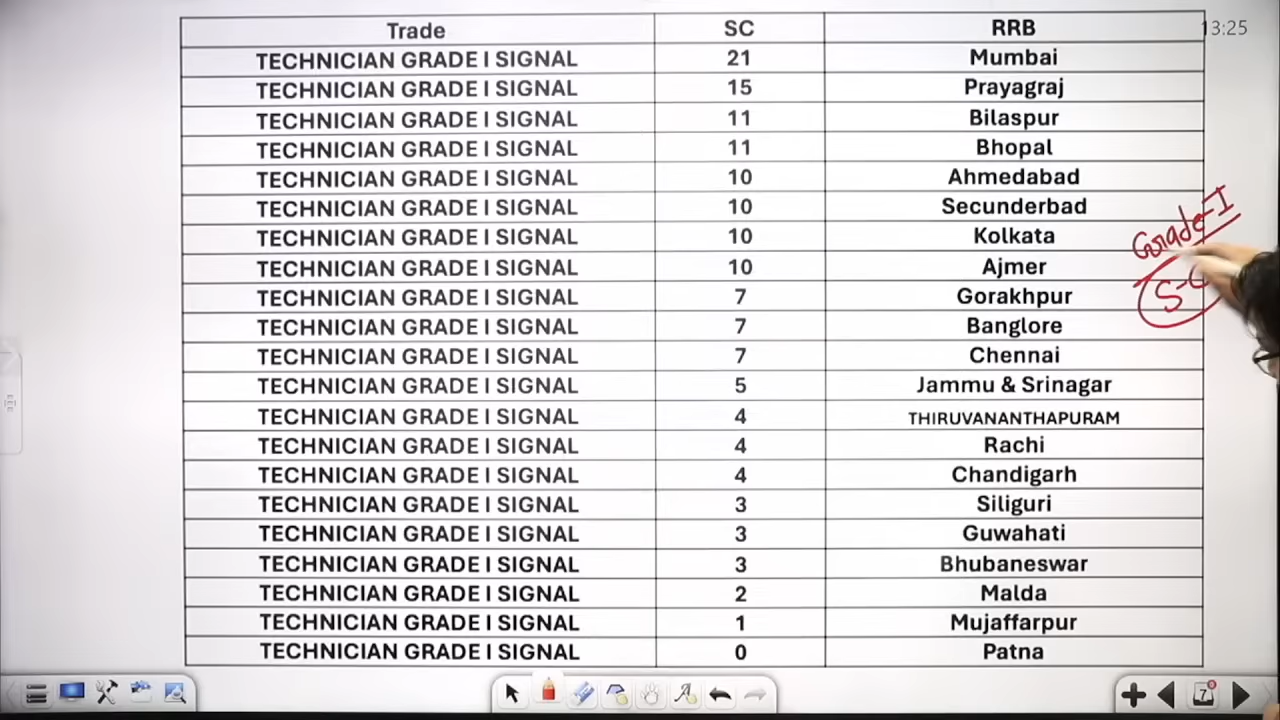 Trade SC RRB
13:25
TECHNICIAN GRADE I SIGNAL 21 Mumbai
TECHNICIAN GRADE I SIGNAL 15 Prayagraj
TECHNICIAN GRADE I SIGNAL 11 Bilaspur
TECHNICIAN GRADE I SIGNAL 11 Bhopal
TECHNICIAN GRADE I SIGNAL 10 Ahmedabad
TECHNICIAN GRADE I SIGNAL 10 Secunderbad
TECHNICIAN GRADE I SIGNAL 10 Kolkata
TECHNICIAN GRADE I SIGNAL 10 Ajmer
TECHNICIAN GRADE I SIGNAL 7 Gorakhpur
TECHNICIAN GRADE I SIGNAL 7 Banglore
TECHNICIAN GRADE I SIGNAL 7 Chennai
TECHNICIAN GRADE I SIGNAL 5 Jammu & Srinagar
TECHNICIAN GRADE I SIGNAL 4 THIRUVANANTHAPURAM
TECHNICIAN GRADE I SIGNAL 4 Rachi
TECHNICIAN GRADE I SIGNAL 4 Chandigarh
TECHNICIAN GRADE I SIGNAL 3 Siliguri
TECHNICIAN GRADE I SIGNAL 3 Guwahati
TECHNICIAN GRADE I SIGNAL 3 Bhubaneswar
TECHNICIAN GRADE I SIGNAL 2 Malda
TECHNICIAN GRADE I SIGNAL 1 Mujaffarpur
TECHNICIAN GRADE I SIGNAL 0 Patna
Grade-I
7